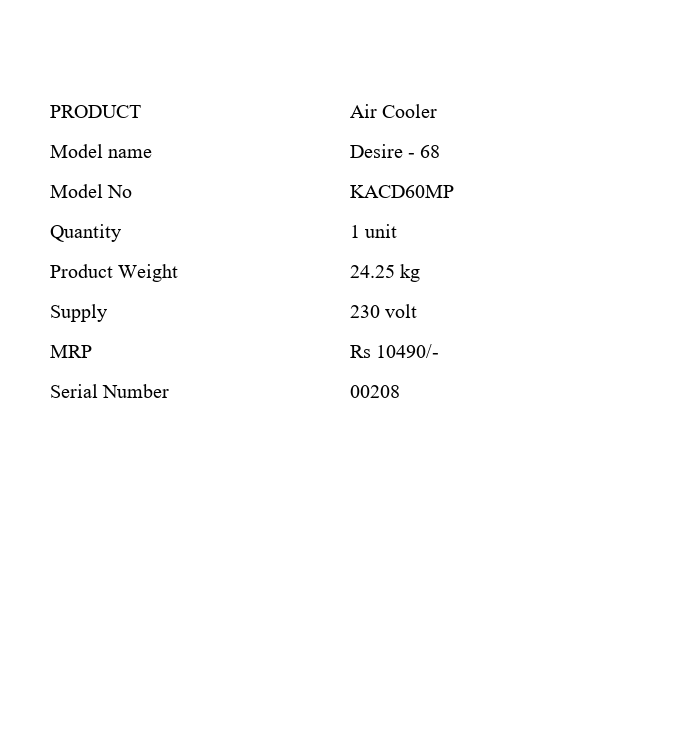 PRODUCT Air Cooler
Model name Desire - 68
Model No KACD60MP
Quantity 1 unit
Product Weight 24.25 kg
Supply 230 volt
MRP Rs 10490/-
Serial Number 00208